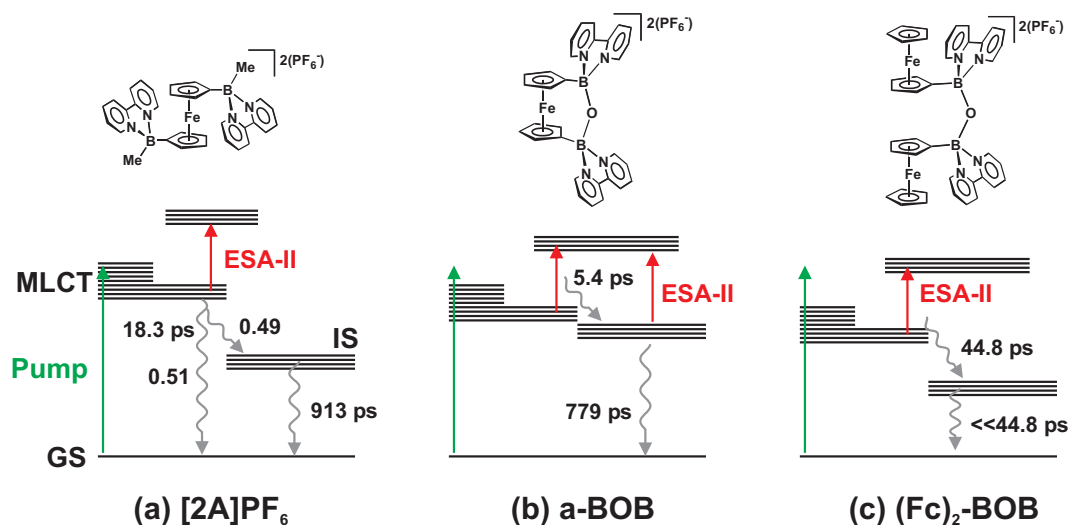 2(PF₆⁻)
Me
N
N
B
Me
Fe
B
N
N
2(PF₆⁻)
N
N
B
Fe
O
B
N
N
2(PF₆⁻)
Fe
N
N
B
O
B
N
N
Fe
MLCT
ESA-II
18.3 ps
0.49
IS
Pump
0.51
913 ps
GS
5.4 ps
ESA-II
779 ps
ESA-II
44.8 ps
<<44.8 ps
(a) [2A]PF₆
(b) a-BOB
(c) (Fc)₂-BOB